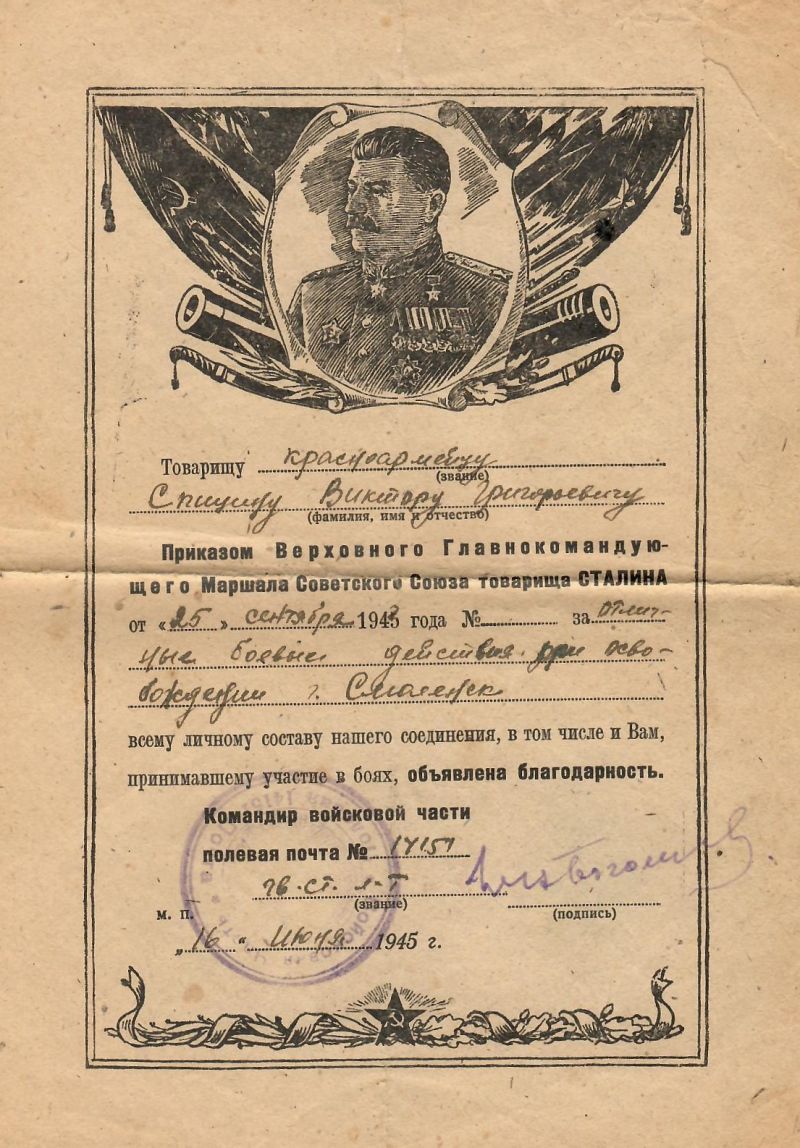 Товарищу красноармейцу
(звание)
Спицину Виктору Григорьевичу
(фамилия, имя и отчество)
Приказом Верховного Главнокомандую-
щего Маршала Советского Союза товарища СТАЛИНА
от «25» сентября 1943 года № за отлич-
ные боевые действия при осво-
бождении г. Смоленск
всему личному составу нашего соединения, в том числе и Вам,
принимавшему участие в боях, объявлена благодарность.
Командир войсковой части
полевая почта № 14157
гв. ст. л-т
(звание)
(подпись)
м. п.
„16“ июля 1945 г.